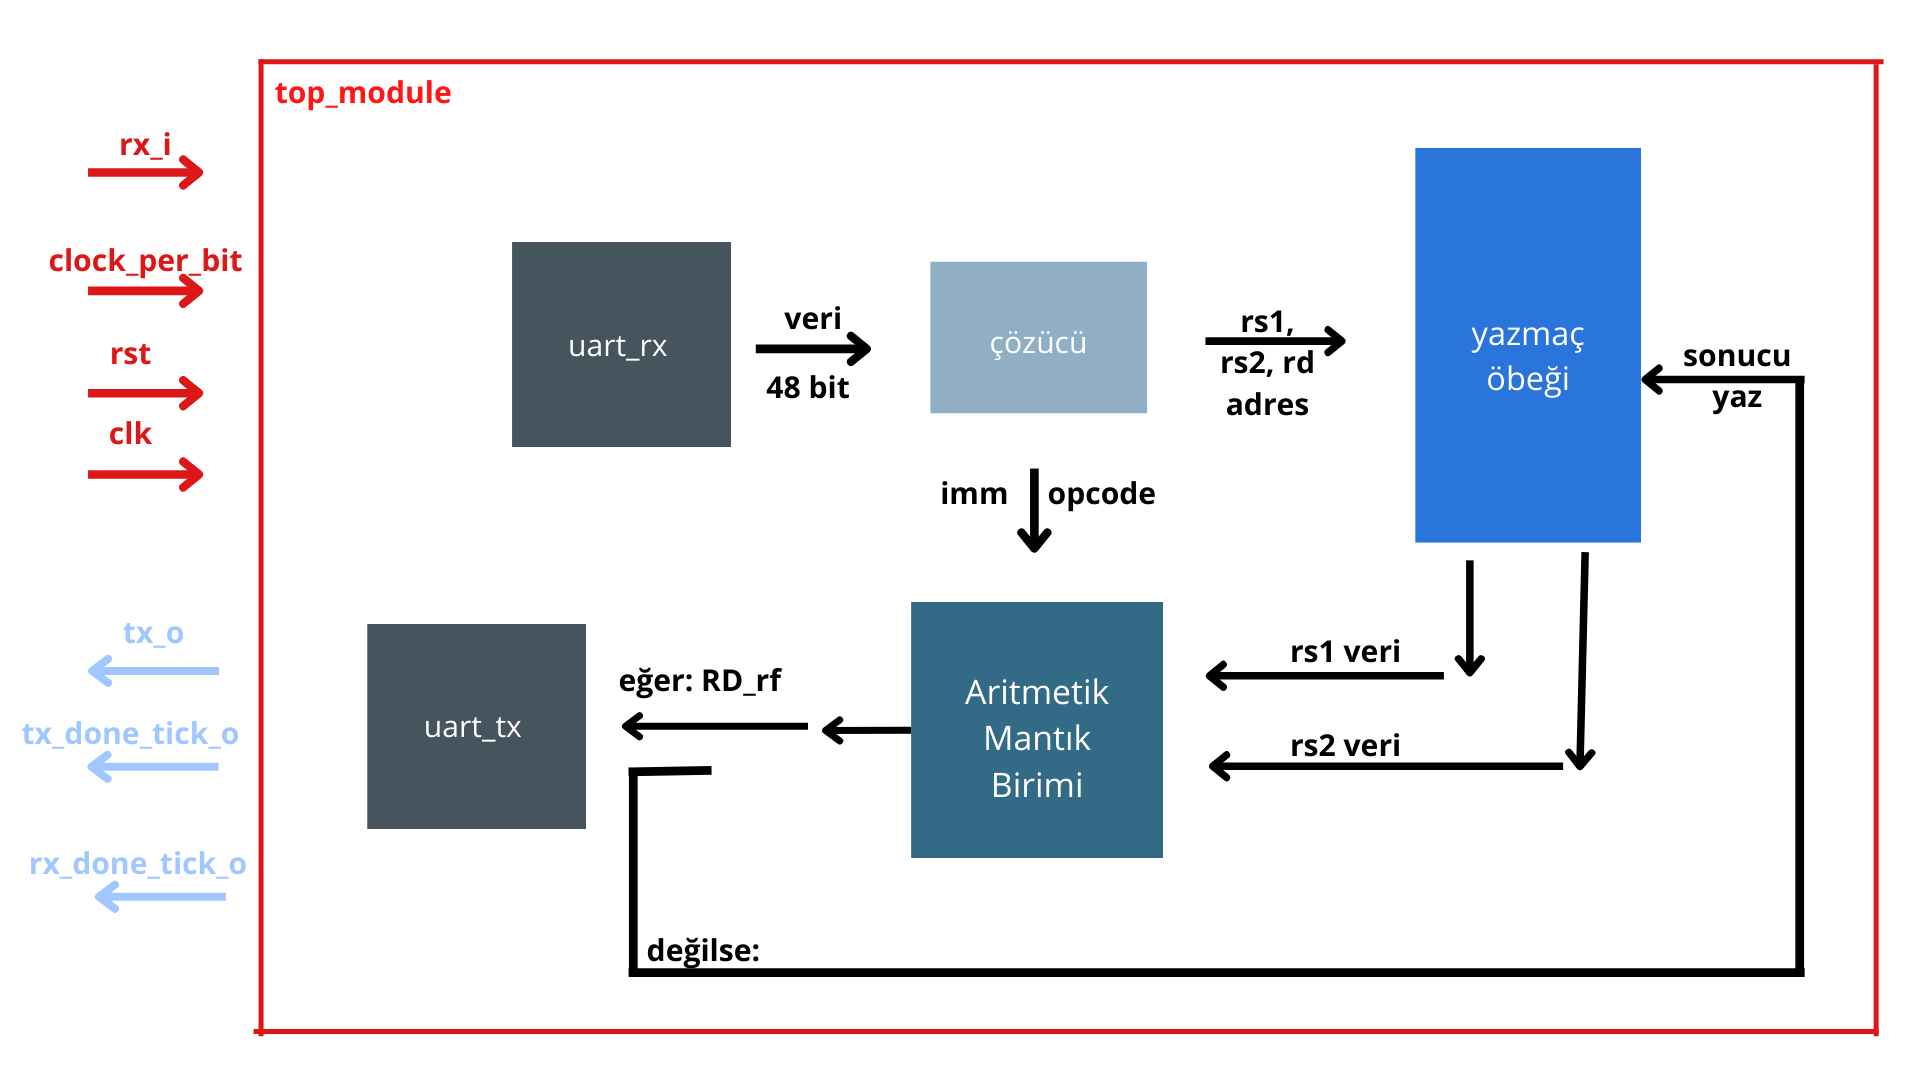 top_module
rx_i
clock_per_bit
rst
clk
tx_o
tx_done_tick_o
rx_done_tick_o
uart_rx
veri
48 bit
çözücü
rs1,
rs2, rd
adres
yazmaç
öbeği
sonucu
yaz
imm opcode
rs1 veri
rs2 veri
Aritmetik
Mantık
Birimi
eğer: RD_rf
uart_tx
değilse: